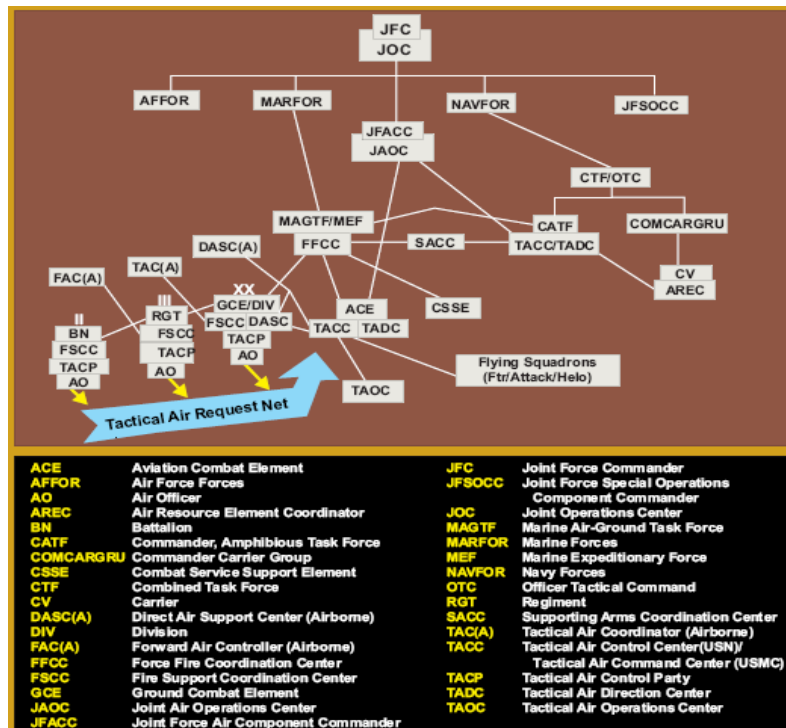 JFC
JOC
AFFOR
MARFOR
NAVFOR
JFSOCC
JFACC
JAOC
CTF/OTC
MAGTF/MEF
FFCC
SACC
CATF
TACC/TADC
COMCARGRU
DASC(A)
TAC(A)
FAC(A)
CV
AREC
XX
GCE/DIV
FSCC
DASC
TACP
AO
III
RGT
FSCC
TACP
AO
II
BN
FSCC
TACP
AO
ACE
TACC
TADC
CSSE
TAOC
Flying Squadrons
(Ftr/Attack/Helo)
Tactical Air Request Net
ACE Aviation Combat Element
AFFOR Air Force Forces
AO Air Officer
AREC Air Resource Element Coordinator
BN Battalion
CATF Commander, Amphibious Task Force
COMCARGRU Commander Carrier Group
CSSE Combat Service Support Element
CTF Combined Task Force
CV Carrier
DASC(A) Direct Air Support Center (Airborne)
DIV Division
FAC(A) Forward Air Controller (Airborne)
FFCC Force Fire Coordination Center
FSCC Fire Support Coordination Center
GCE Ground Combat Element
JAOC Joint Air Operations Center
JFACC Joint Force Air Component Commander
JFC Joint Force Commander
JFSOCC Joint Force Special Operations
Component Commander
JOC Joint Operations Center
MAGTF Marine Air-Ground Task Force
MARFOR Marine Forces
MEF Marine Expeditionary Force
NAVFOR Navy Forces
OTC Officer Tactical Command
RGT Regiment
SACC Supporting Arms Coordination Center
TAC(A) Tactical Air Coordinator (Airborne)
TACC Tactical Air Control Center(USN)/
Tactical Air Command Center (USMC)
TACP Tactical Air Control Party
TADC Tactical Air Direction Center
TAOC Tactical Air Operations Center